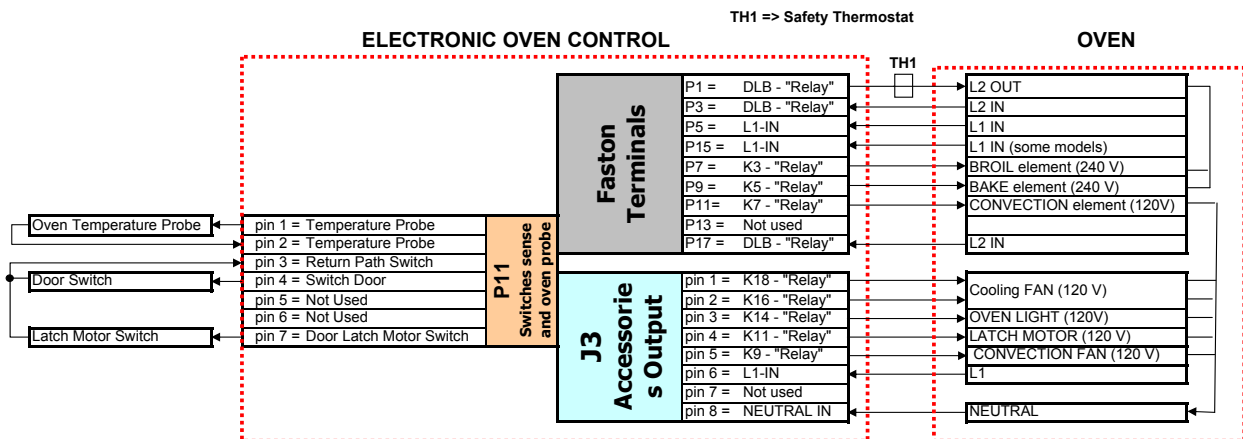 TH1 => Safety Thermostat
ELECTRONIC OVEN CONTROL
OVEN
TH1
Faston
Terminals
P1 = DLB - "Relay"
P3 = DLB - "Relay"
P5 = L1-IN
P15 = L1-IN
P7 = K3 - "Relay"
P9 = K5 - "Relay"
P11= K7 - "Relay"
P13 = Not used
P17 = DLB - "Relay"
L2 OUT
L2 IN
L1 IN
L1 IN (some models)
BROIL element (240 V)
BAKE element (240 V)
CONVECTION element (120V)
L2 IN
Oven Temperature Probe
Door Switch
Latch Motor Switch
pin 1 = Temperature Probe
pin 2 = Temperature Probe
pin 3 = Return Path Switch
pin 4 = Switch Door
pin 5 = Not Used
pin 6 = Not Used
pin 7 = Door Latch Motor Switch
P11
Switches sense
and oven probe
J3
Accessorie
s Output
pin 1 = K18 - "Relay"
pin 2 = K16 - "Relay"
pin 3 = K14 - "Relay"
pin 4 = K11 - "Relay"
pin 5 = K9 - "Relay"
pin 6 = L1-IN
pin 7 = Not used
pin 8 = NEUTRAL IN
Cooling FAN (120 V)
OVEN LIGHT (120V)
LATCH MOTOR (120 V)
CONVECTION FAN (120 V)
L1
NEUTRAL